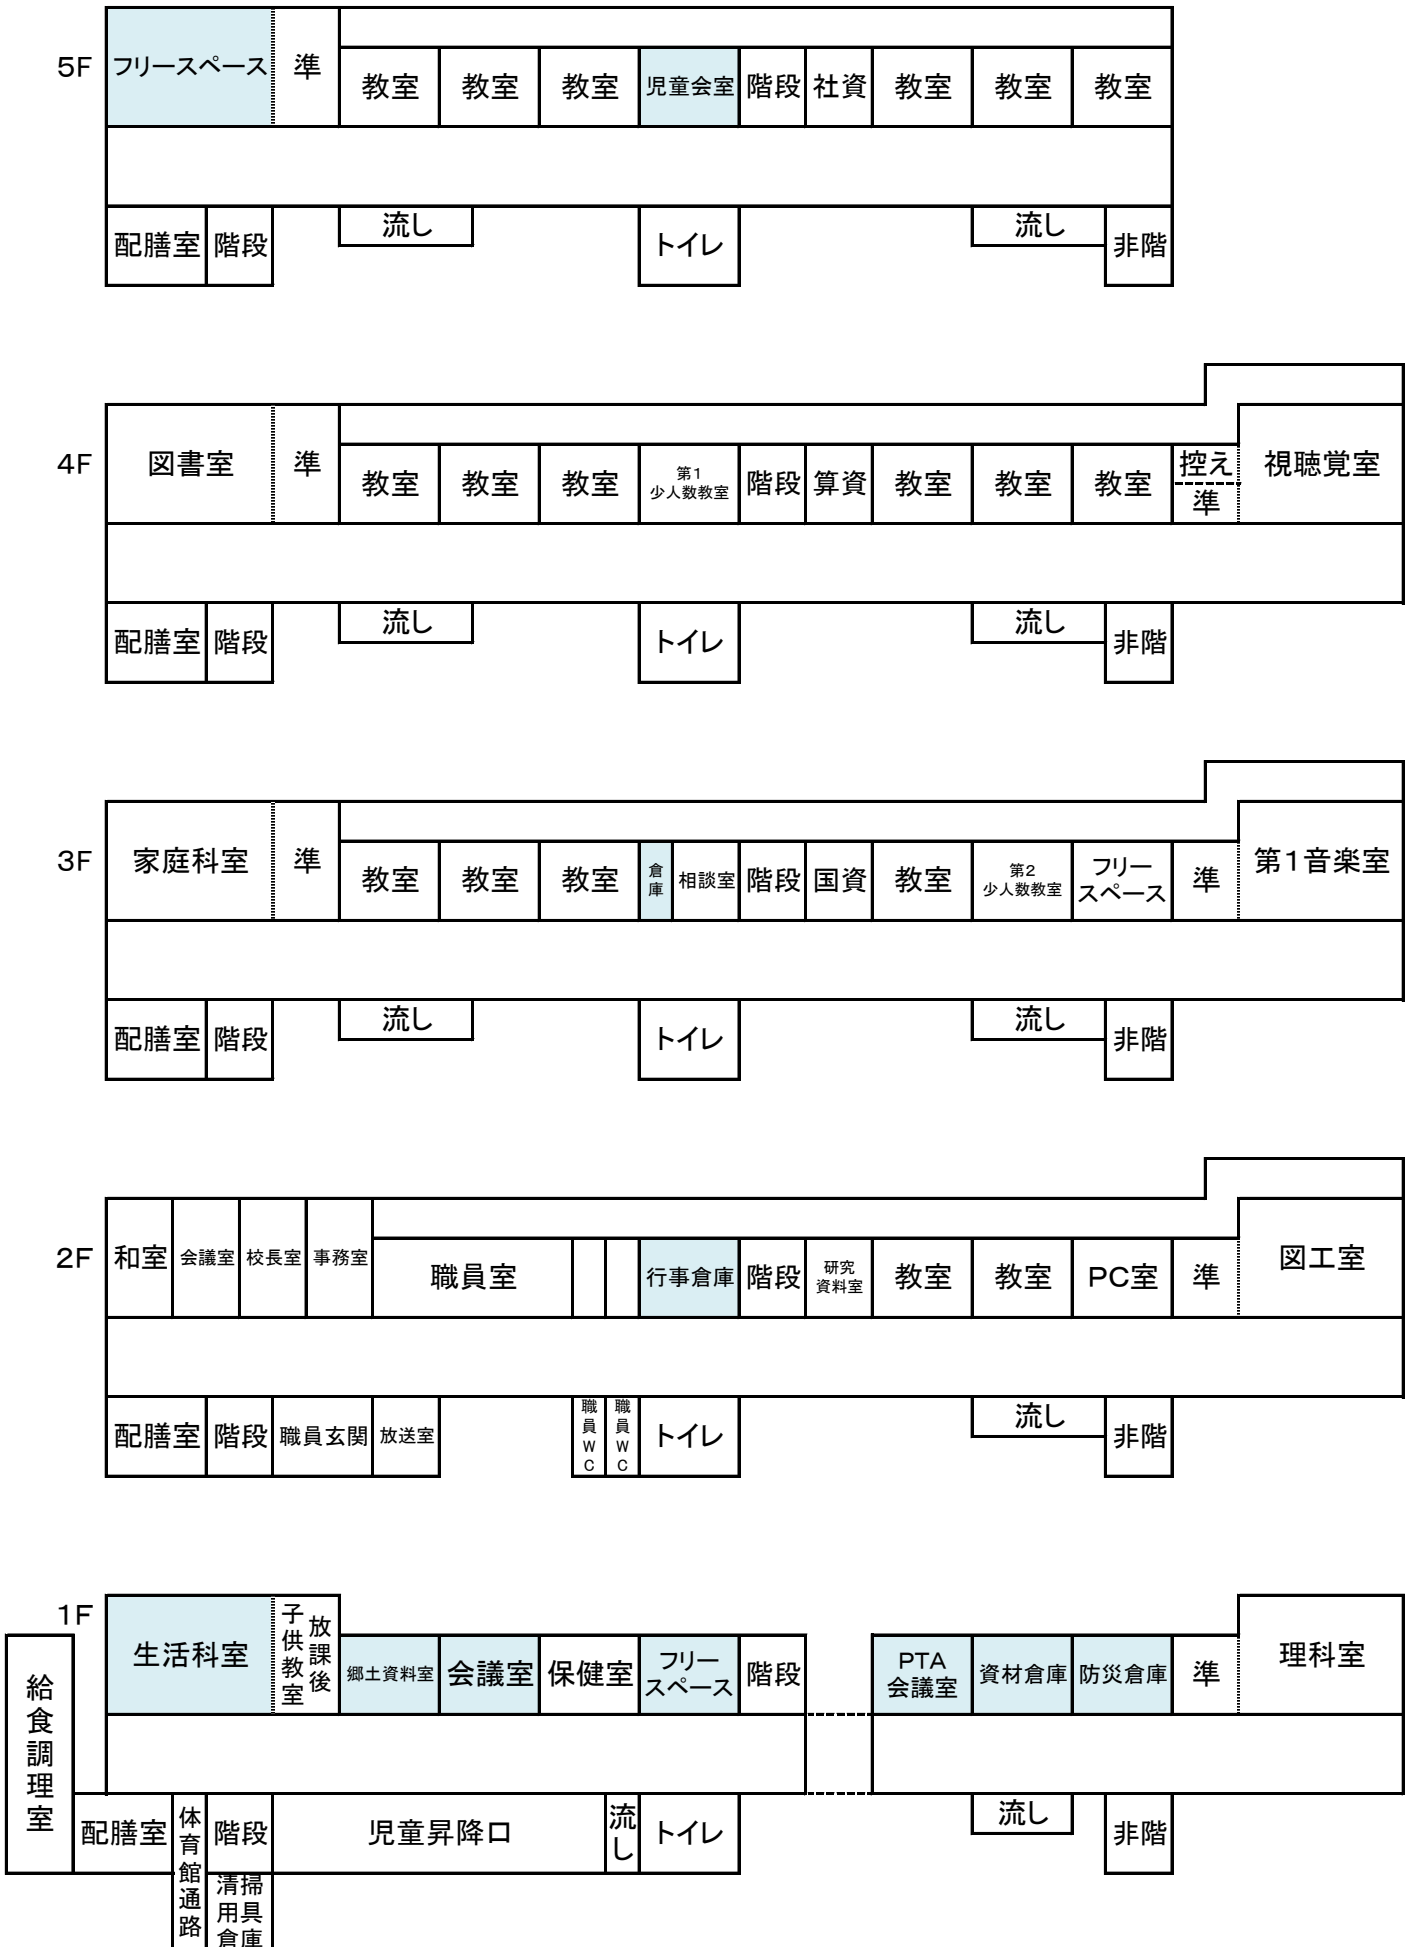 5F
フリースペース
準
教室
教室
教室
児童会室
階段
社資
教室
教室
教室
配膳室
階段
流し
トイレ
流し
非階
4F
図書室
準
教室
教室
教室
第1
少人数教室
階段
算資
教室
教室
教室
控え
準
視聴覚室
配膳室
階段
流し
トイレ
流し
非階
3F
家庭科室
準
教室
教室
教室
倉庫
相談室
階段
国資
教室
第2
少人数教室
フリー
スペース
準
第1音楽室
配膳室
階段
流し
トイレ
流し
非階
2F
和室
会議室
校長室
事務室
職員室
行事倉庫
階段
研究
資料室
教室
教室
PC室
準
図工室
配膳室
階段
職員玄関
放送室
職員WC
職員WC
トイレ
流し
非階
1F
給食調理室
生活科室
放課後
子供教室
郷土資料室
会議室
保健室
フリー
スペース
階段
PTA
会議室
資材倉庫
防災倉庫
準
理科室
配膳室
体育館通路
階段
児童昇降口
流し
トイレ
流し
非階
清掃
用具
倉庫